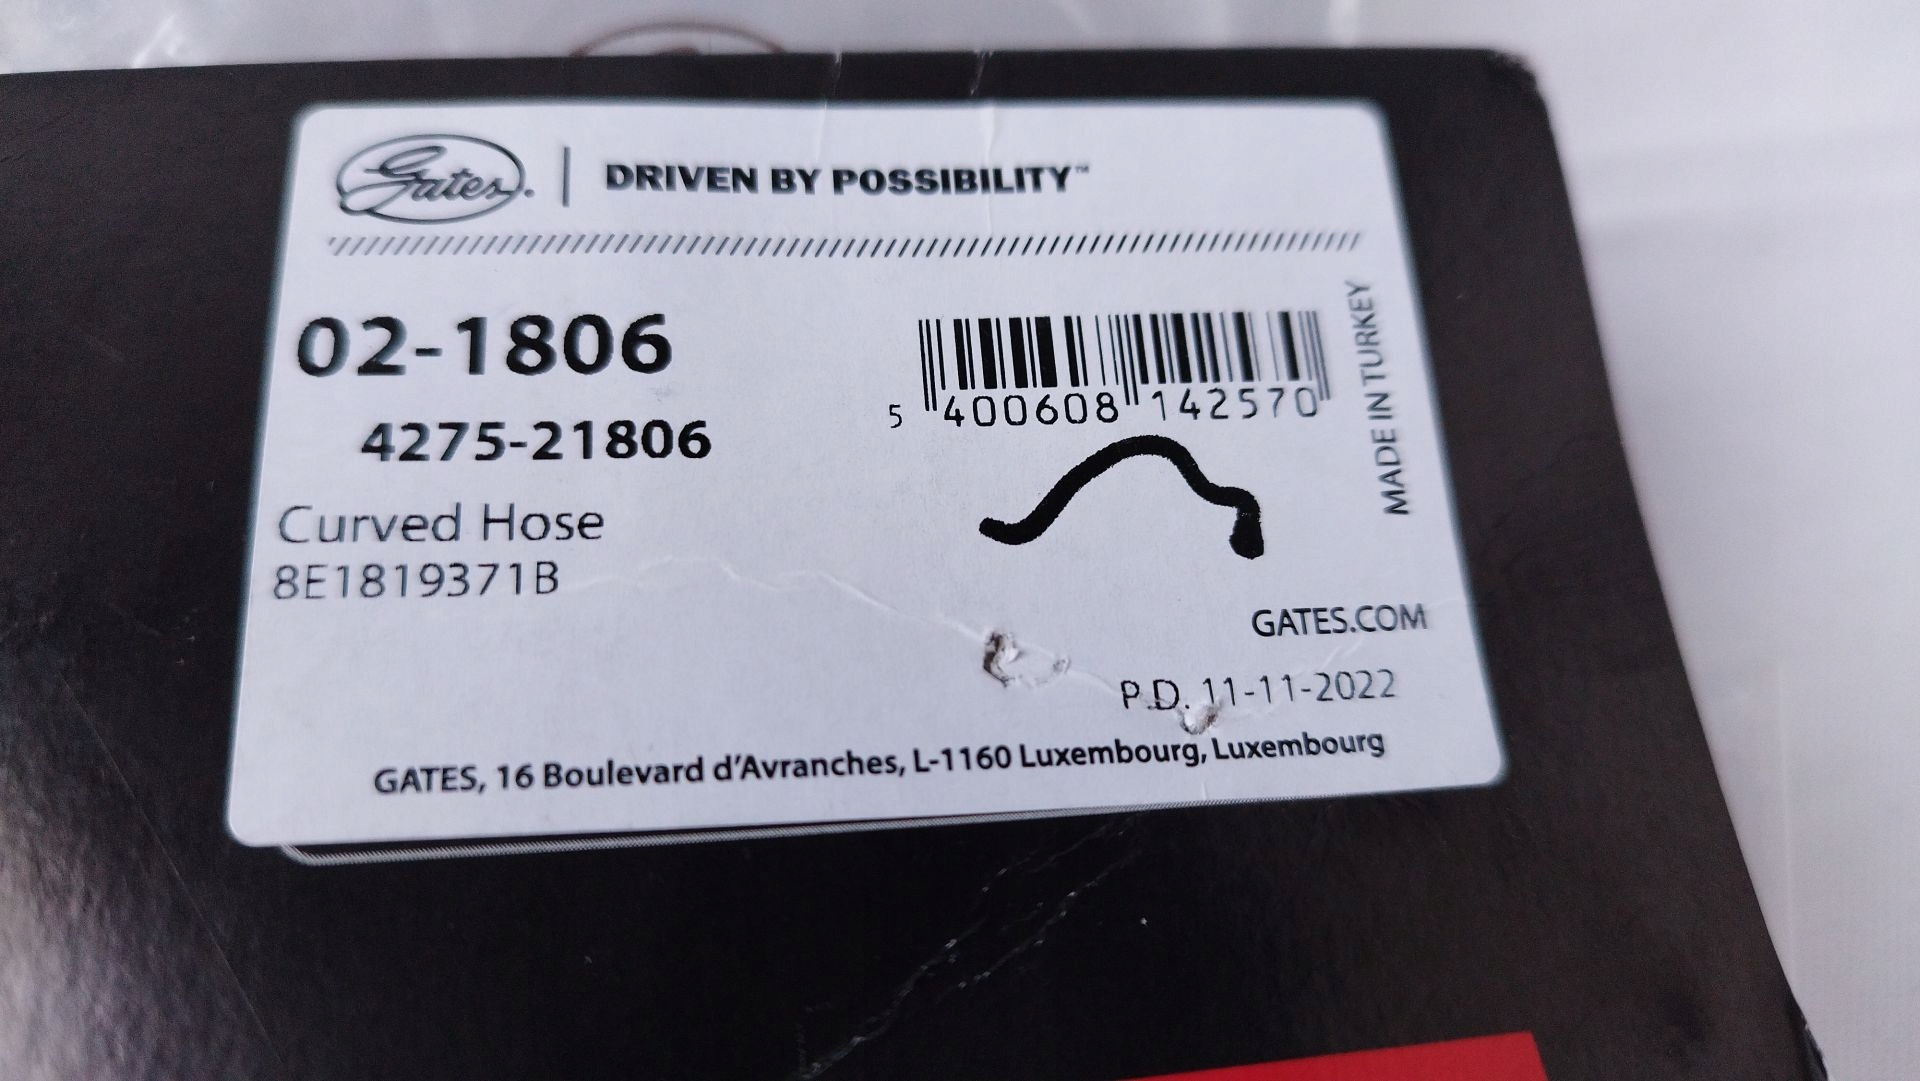 Gates. | DRIVEN BY POSSIBILITY™
02-1806
4275-21806
Curved Hose
8E1819371B
5 400608 142570
MADE IN TURKEY
GATES.COM
P.D. 11-11-2022
GATES, 16 Boulevard d'Avranches, L-1160 Luxembourg, Luxembourg